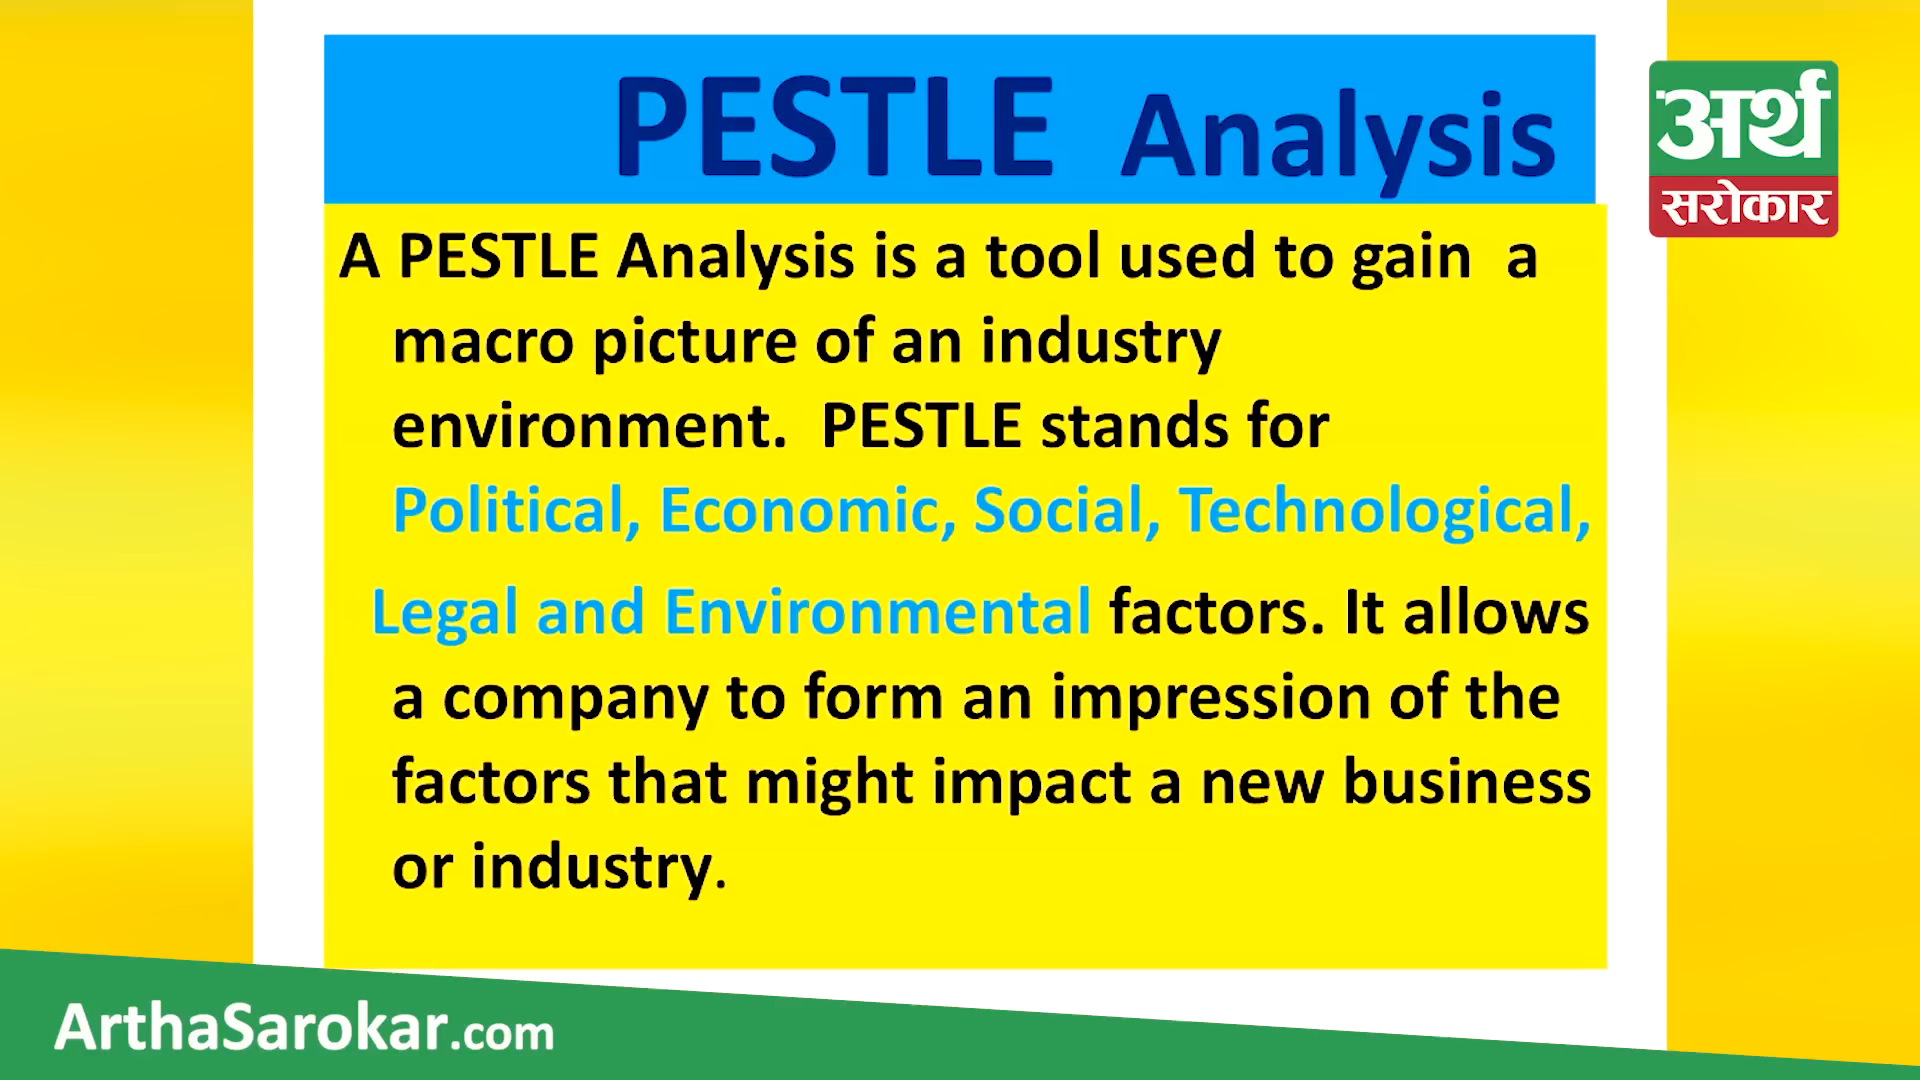 PESTLE Analysis
अर्थ
सरोकार
A PESTLE Analysis is a tool used to gain a
macro picture of an industry
environment. PESTLE stands for
Political, Economic, Social, Technological,
Legal and Environmental factors. It allows
a company to form an impression of the
factors that might impact a new business
or industry.
ArthaSarokar.com